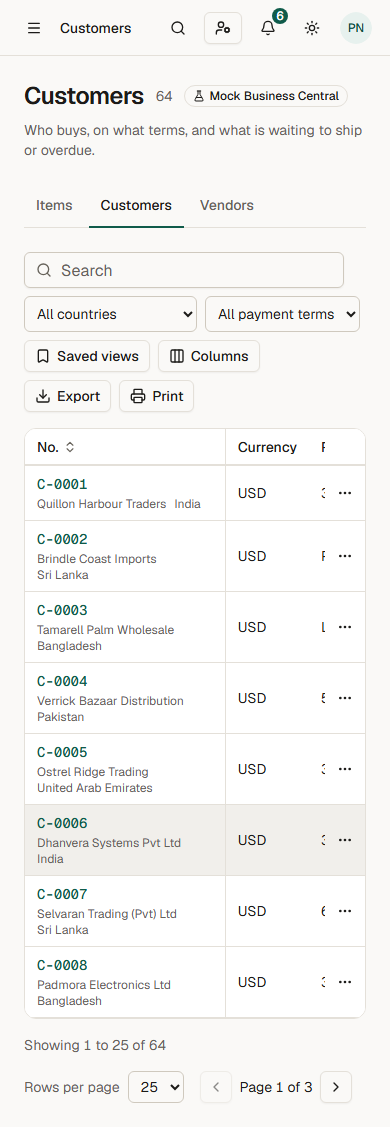 Customers
6
PN
Customers 64 Mock Business Central
Who buys, on what terms, and what is waiting to ship
or overdue.
Items Customers Vendors
Search
All countries All payment terms
Saved views Columns
Export Print
No. Currency
C-0001
Quillon Harbour Traders India
USD
C-0002
Brindle Coast Imports
Sri Lanka
USD
C-0003
Tamarell Palm Wholesale
Bangladesh
USD
C-0004
Verrick Bazaar Distribution
Pakistan
USD
C-0005
Ostrel Ridge Trading
United Arab Emirates
USD
C-0006
Dhanvera Systems Pvt Ltd
India
USD
C-0007
Selvaran Trading (Pvt) Ltd
Sri Lanka
USD
C-0008
Padmora Electronics Ltd
Bangladesh
USD
Showing 1 to 25 of 64
Rows per page 25 Page 1 of 3